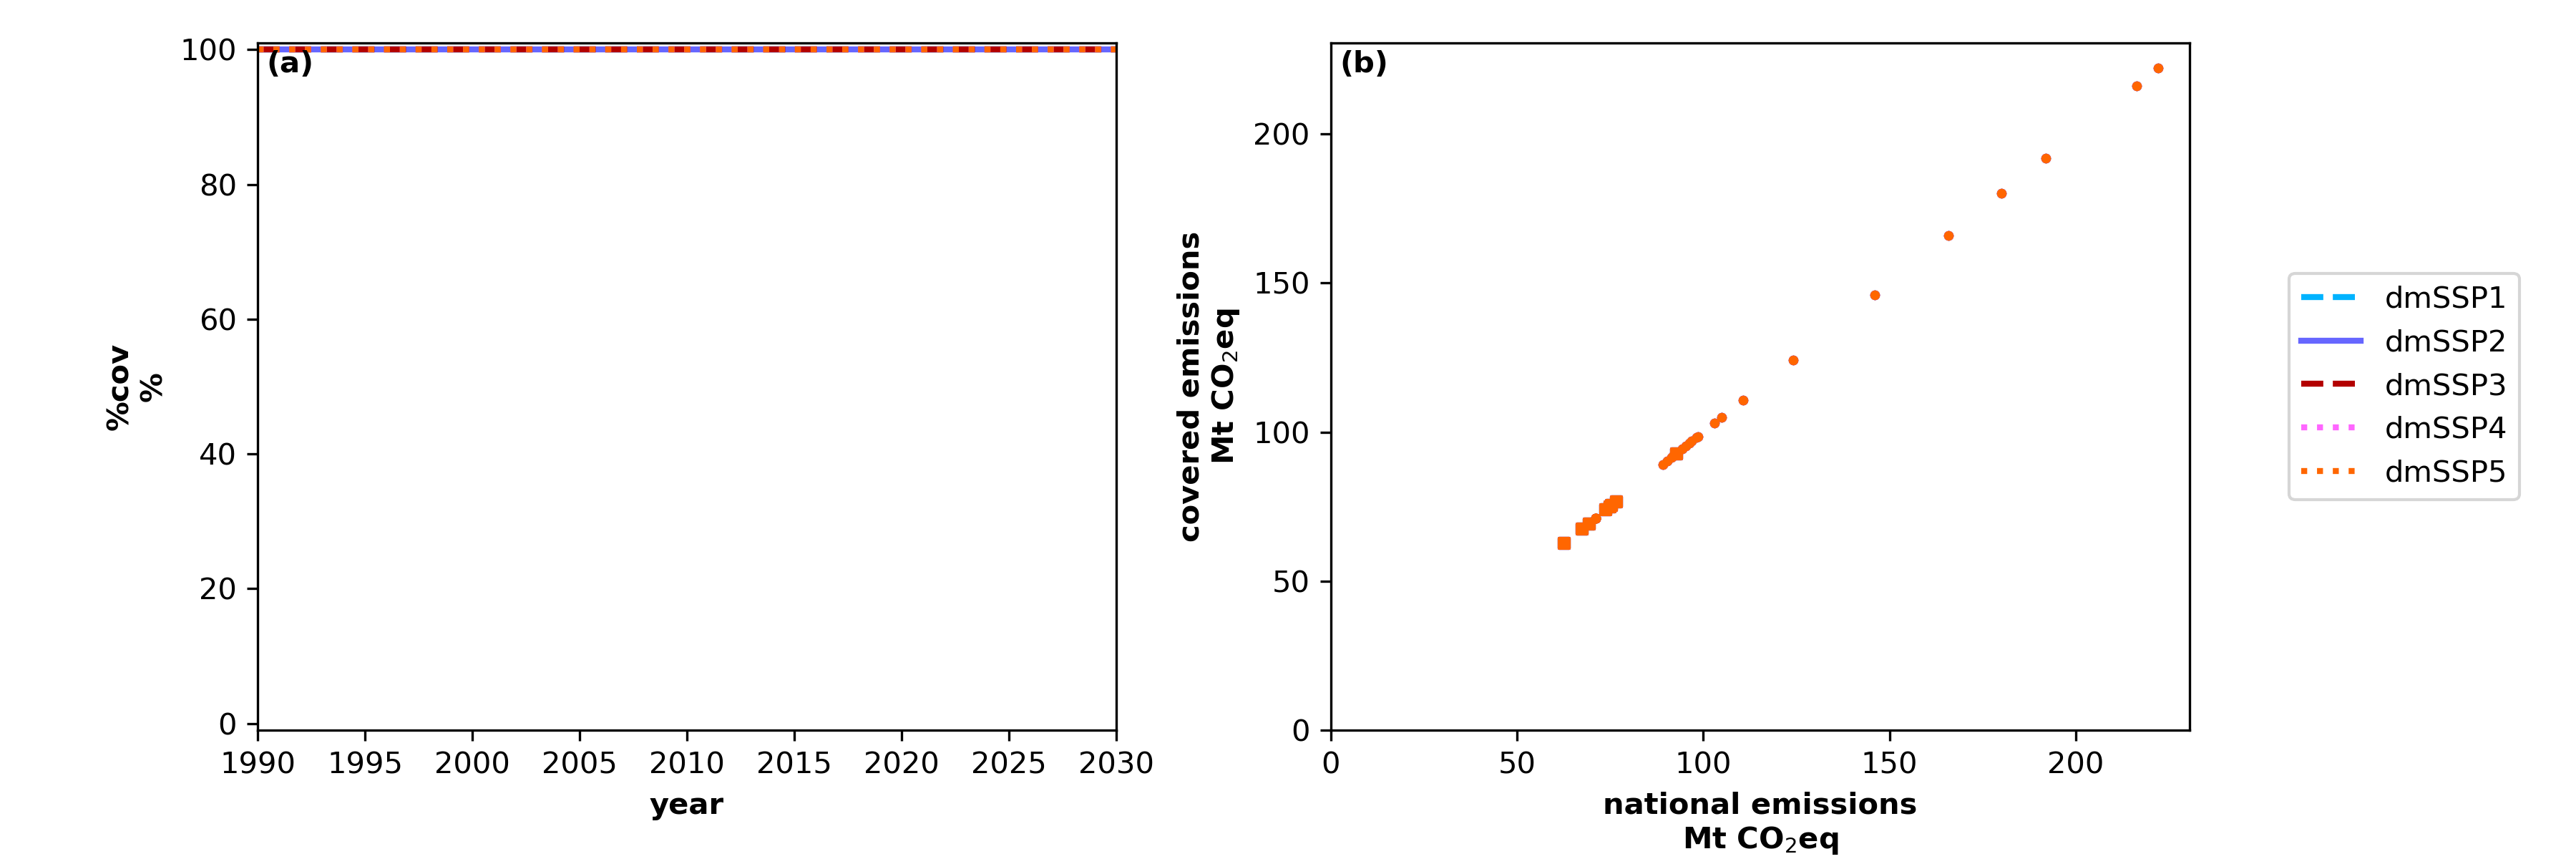 (a)
100
80
60
40
20
0
%cov
%
1990 1995 2000 2005 2010 2015 2020 2025 2030
year
(b)
200
150
100
50
0
covered emissions
Mt CO₂eq
0 50 100 150 200
national emissions
Mt CO₂eq
dmSSP1
dmSSP2
dmSSP3
dmSSP4
dmSSP5